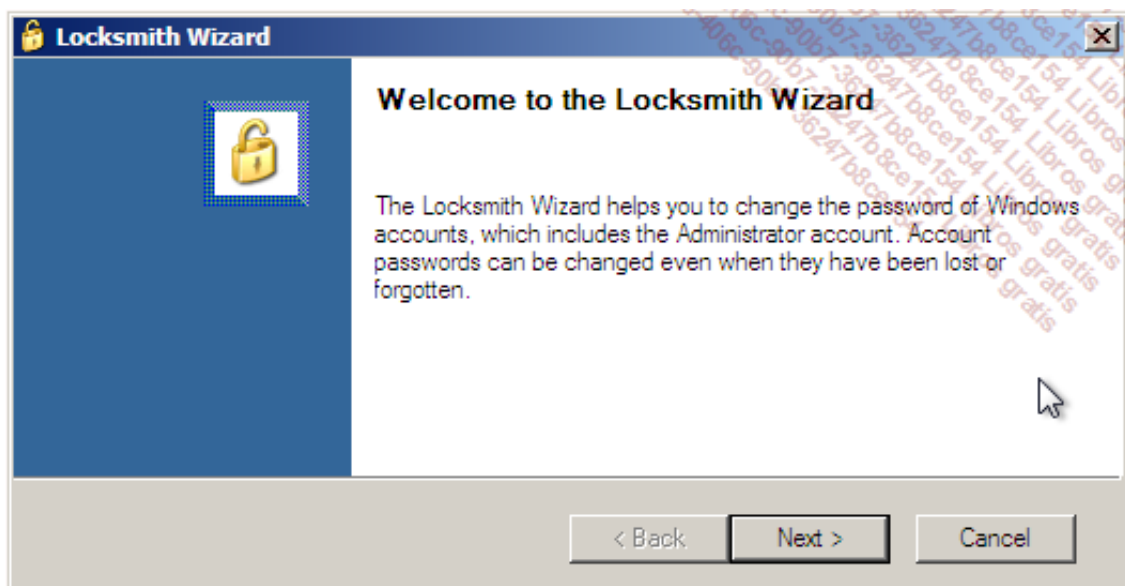 Locksmith Wizard
Welcome to the Locksmith Wizard
The Locksmith Wizard helps you to change the password of Windows
accounts, which includes the Administrator account. Account
passwords can be changed even when they have been lost or
forgotten.
< Back
Next >
Cancel